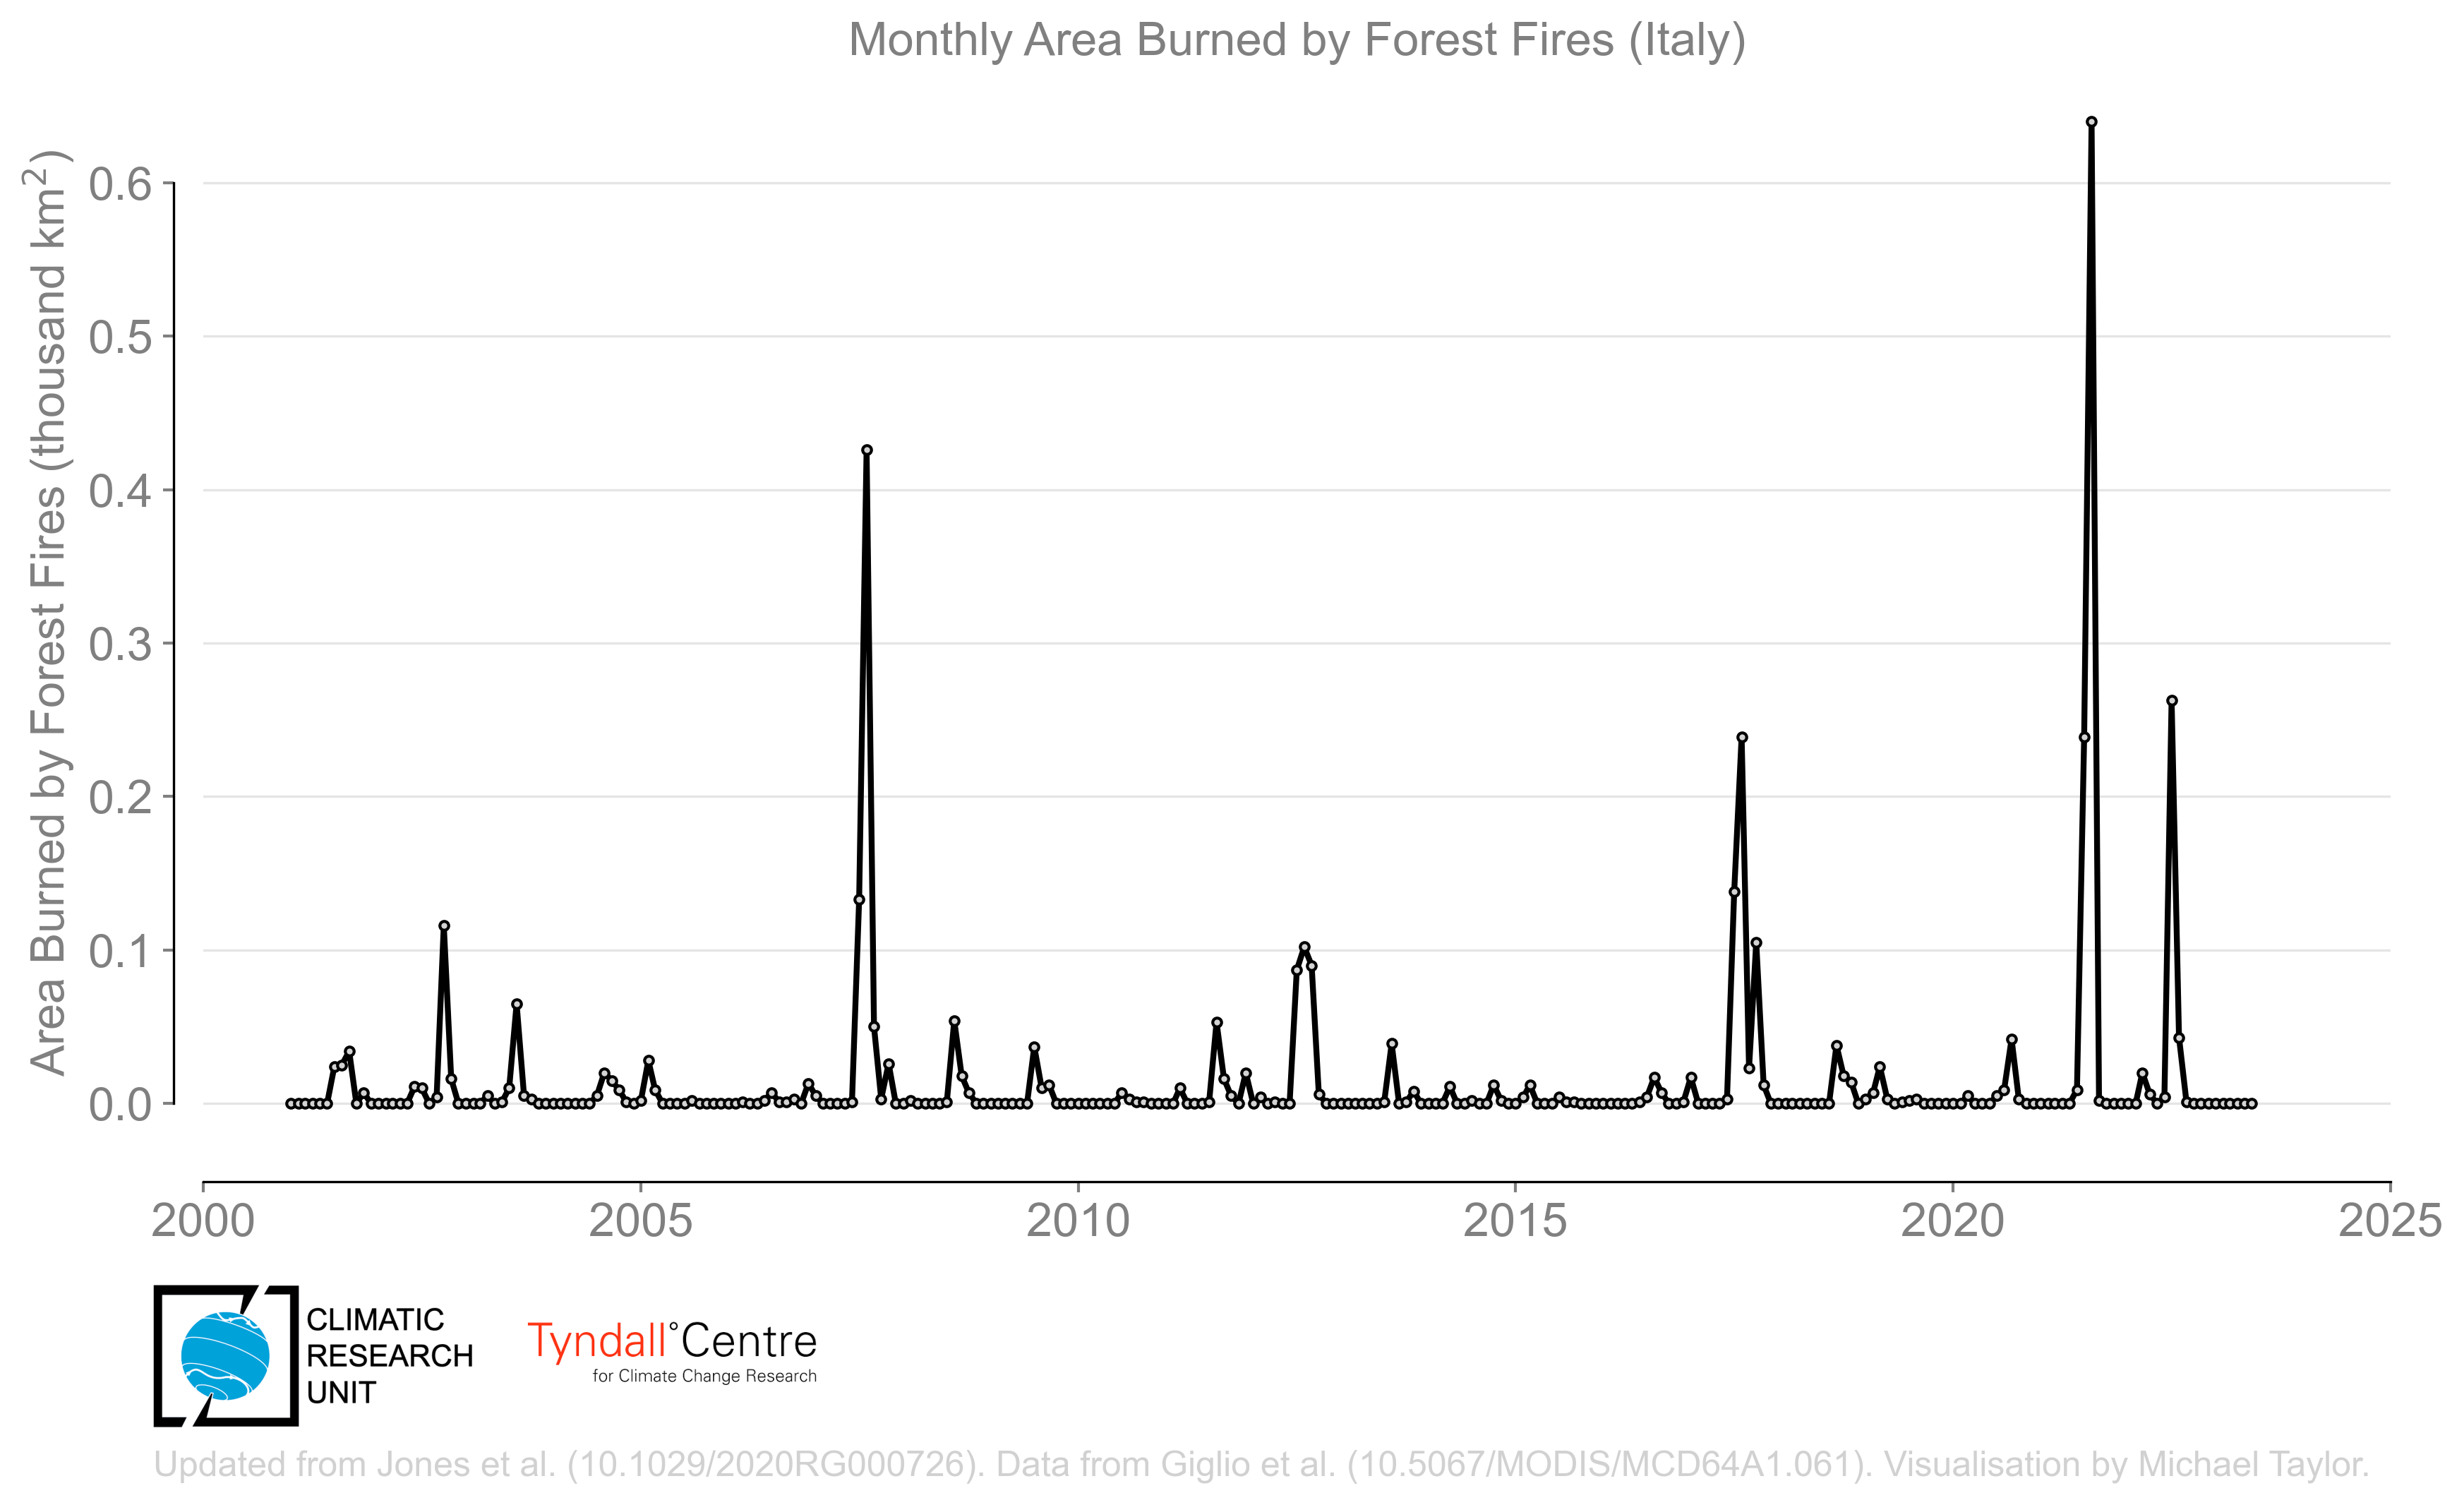 Monthly Area Burned by Forest Fires (Italy)
Area Burned by Forest Fires (thousand km²)
0.6
0.5
0.4
0.3
0.2
0.1
0.0
2000
2005
2010
2015
2020
2025
CLIMATIC
RESEARCH
UNIT
Tyndall°Centre
for Climate Change Research
Updated from Jones et al. (10.1029/2020RG000726). Data from Giglio et al. (10.5067/MODIS/MCD64A1.061). Visualisation by Michael Taylor.